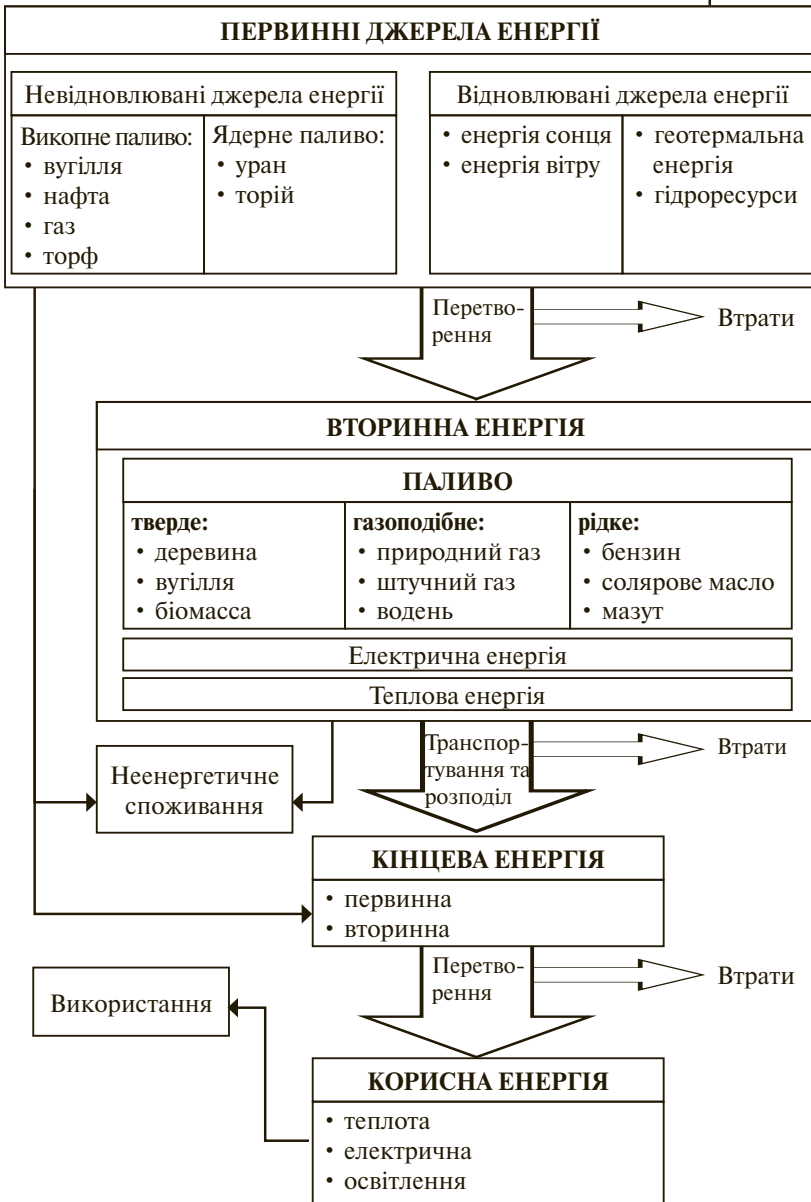 ПЕРВИННІ ДЖЕРЕЛА ЕНЕРГІЇ
Невідновлювані джерела енергії
Викопне паливо:
• вугілля
• нафта
• газ
• торф
Ядерне паливо:
• уран
• торій
Відновлювані джерела енергії
• енергія сонця
• енергія вітру
• геотермальна
енергія
• гідроресурси
Перетво-
рення
Втрати
ВТОРИННА ЕНЕРГІЯ
ПАЛИВО
тверде:
• деревина
• вугілля
• біомасса
газоподібне:
• природний газ
• штучний газ
• водень
рідке:
• бензин
• солярове масло
• мазут
Електрична енергія
Теплова енергія
Транспор-
тування та
розподіл
Втрати
Неенергетичне
споживання
КІНЦЕВА ЕНЕРГІЯ
• первинна
• вторинна
Перетво-
рення
Втрати
Використання
КОРИСНА ЕНЕРГІЯ
• теплота
• електрична
• освітлення